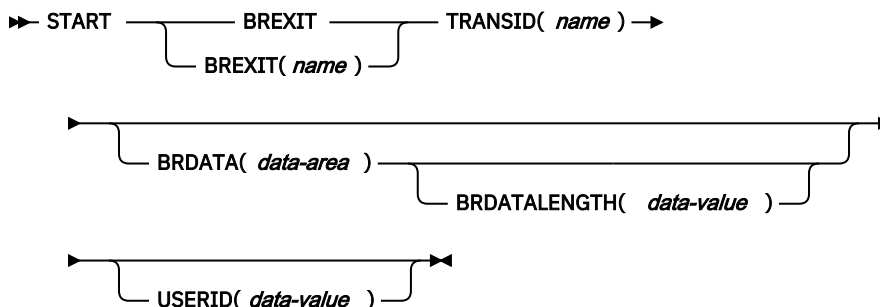 START BREXIT TRANSID( name )
BREXIT( name )
BRDATA( data-area )
BRDATALENGTH( data-value )
USERID( data-value )